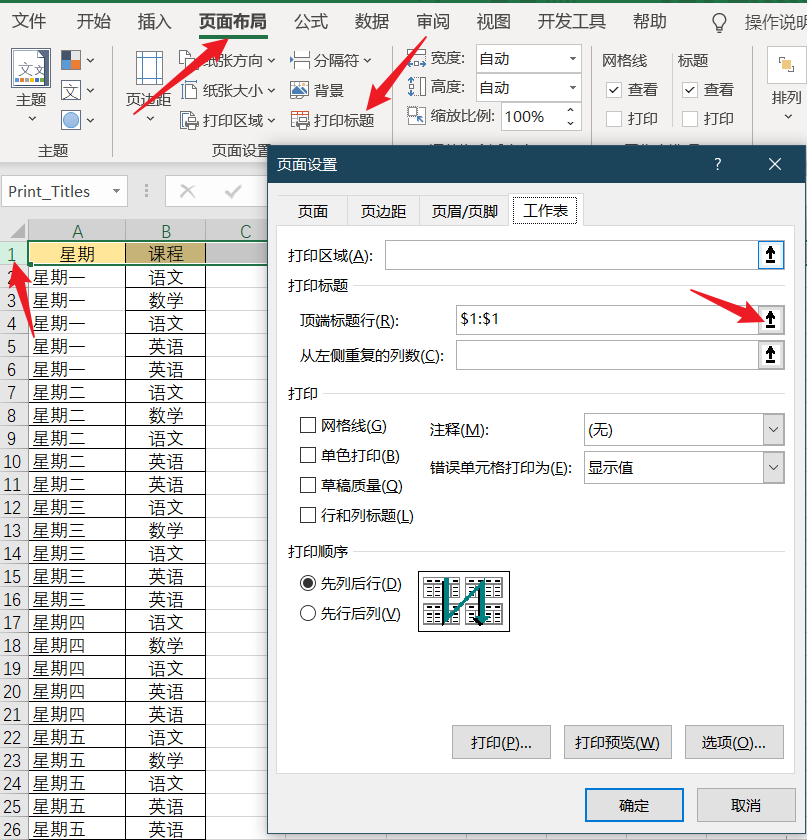 文件 开始 插入 页面布局 公式 数据 审阅 视图 开发工具 帮助 操作说明
主题 文 页边距 纸张方向 分隔符 宽度: 自动 网格线 标题 排列
纸张大小 背景 高度: 自动 查看 查看
打印区域 打印标题 缩放比例: 100% 打印 打印
主题 页面设置
Print_Titles
页面设置 ?
页面 页边距 页眉/页脚 工作表
打印区域(A):
打印标题
顶端标题行(R): $1:$1
从左侧重复的列数(C):
打印
网格线(G) 注释(M): (无)
单色打印(B)
错误单元格打印为(E): 显示值
草稿质量(Q)
行和列标题(L)
打印顺序
先列后行(D)
先行后列(V)
打印(P)... 打印预览(W) 选项(O)...
确定 取消
A B C
1 星期 课程
2 星期一 语文
3 星期一 数学
4 星期一 语文
5 星期一 英语
6 星期一 英语
7 星期二 语文
8 星期二 数学
9 星期二 语文
10 星期二 英语
11 星期二 英语
12 星期三 语文
13 星期三 数学
14 星期三 语文
15 星期三 英语
16 星期三 英语
17 星期四 语文
18 星期四 数学
19 星期四 语文
20 星期四 英语
21 星期四 英语
22 星期五 语文
23 星期五 数学
24 星期五 语文
25 星期五 英语
26 星期五 英语